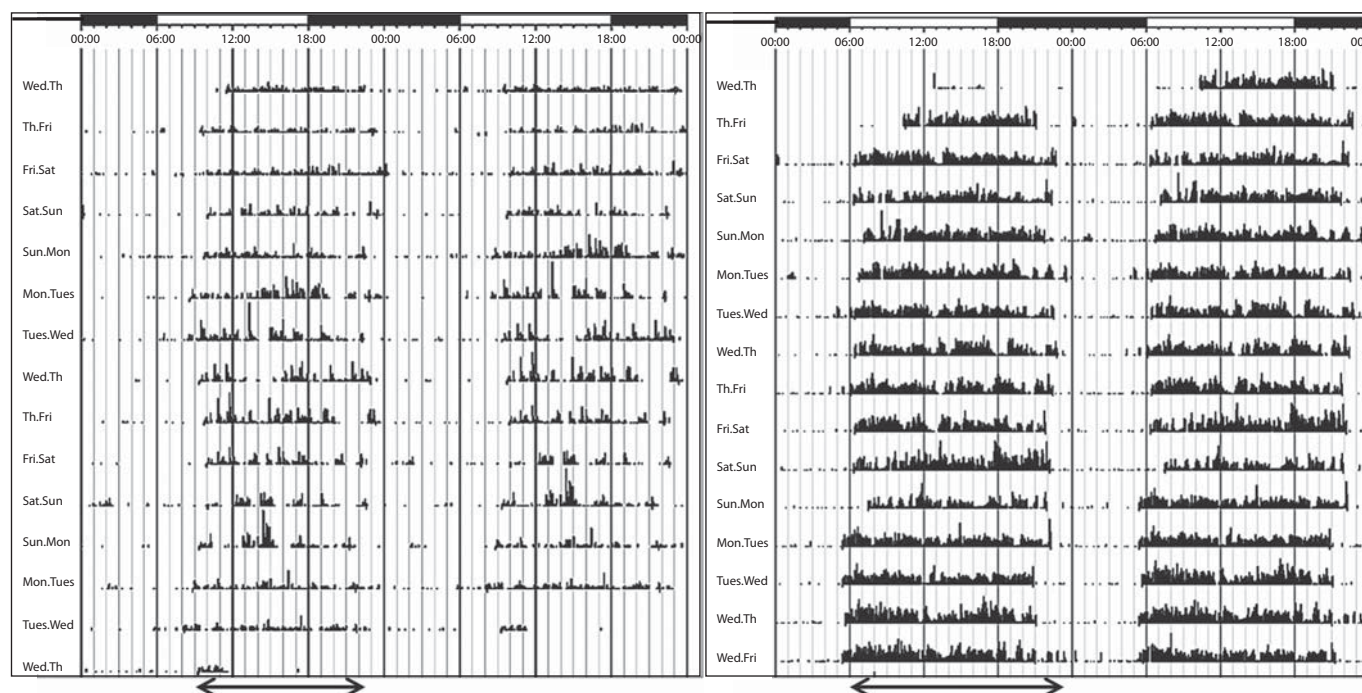 00:00 06:00 12:00 18:00 00:00 06:00 12:00 18:00 00:00
Wed.Th
Th.Fri
Fri.Sat
Sat.Sun
Sun.Mon
Mon.Tues
Tues.Wed
Wed.Th
Th.Fri
Fri.Sat
Sat.Sun
Sun.Mon
Mon.Tues
Tues.Wed
Wed.Th
00:00 06:00 12:00 18:00 00:00 06:00 12:00 18:00 00:00
Wed.Th
Th.Fri
Fri.Sat
Sat.Sun
Sun.Mon
Mon.Tues
Tues.Wed
Wed.Th
Th.Fri
Fri.Sat
Sat.Sun
Sun.Mon
Mon.Tues
Tues.Wed
Wed.Th
Wed.Fri